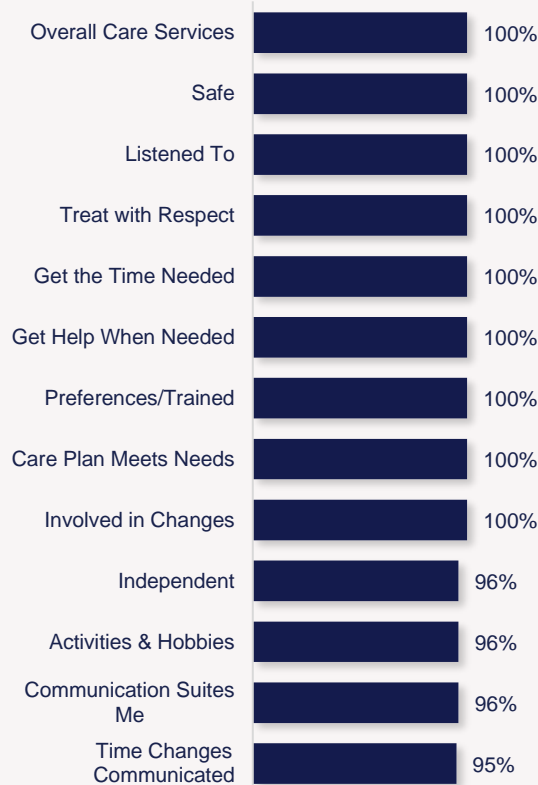 Overall Care Services 100%
Safe 100%
Listened To 100%
Treat with Respect 100%
Get the Time Needed 100%
Get Help When Needed 100%
Preferences/Trained 100%
Care Plan Meets Needs 100%
Involved in Changes 100%
Independent 96%
Activities & Hobbies 96%
Communication Suites
Me 96%
Time Changes
Communicated 95%